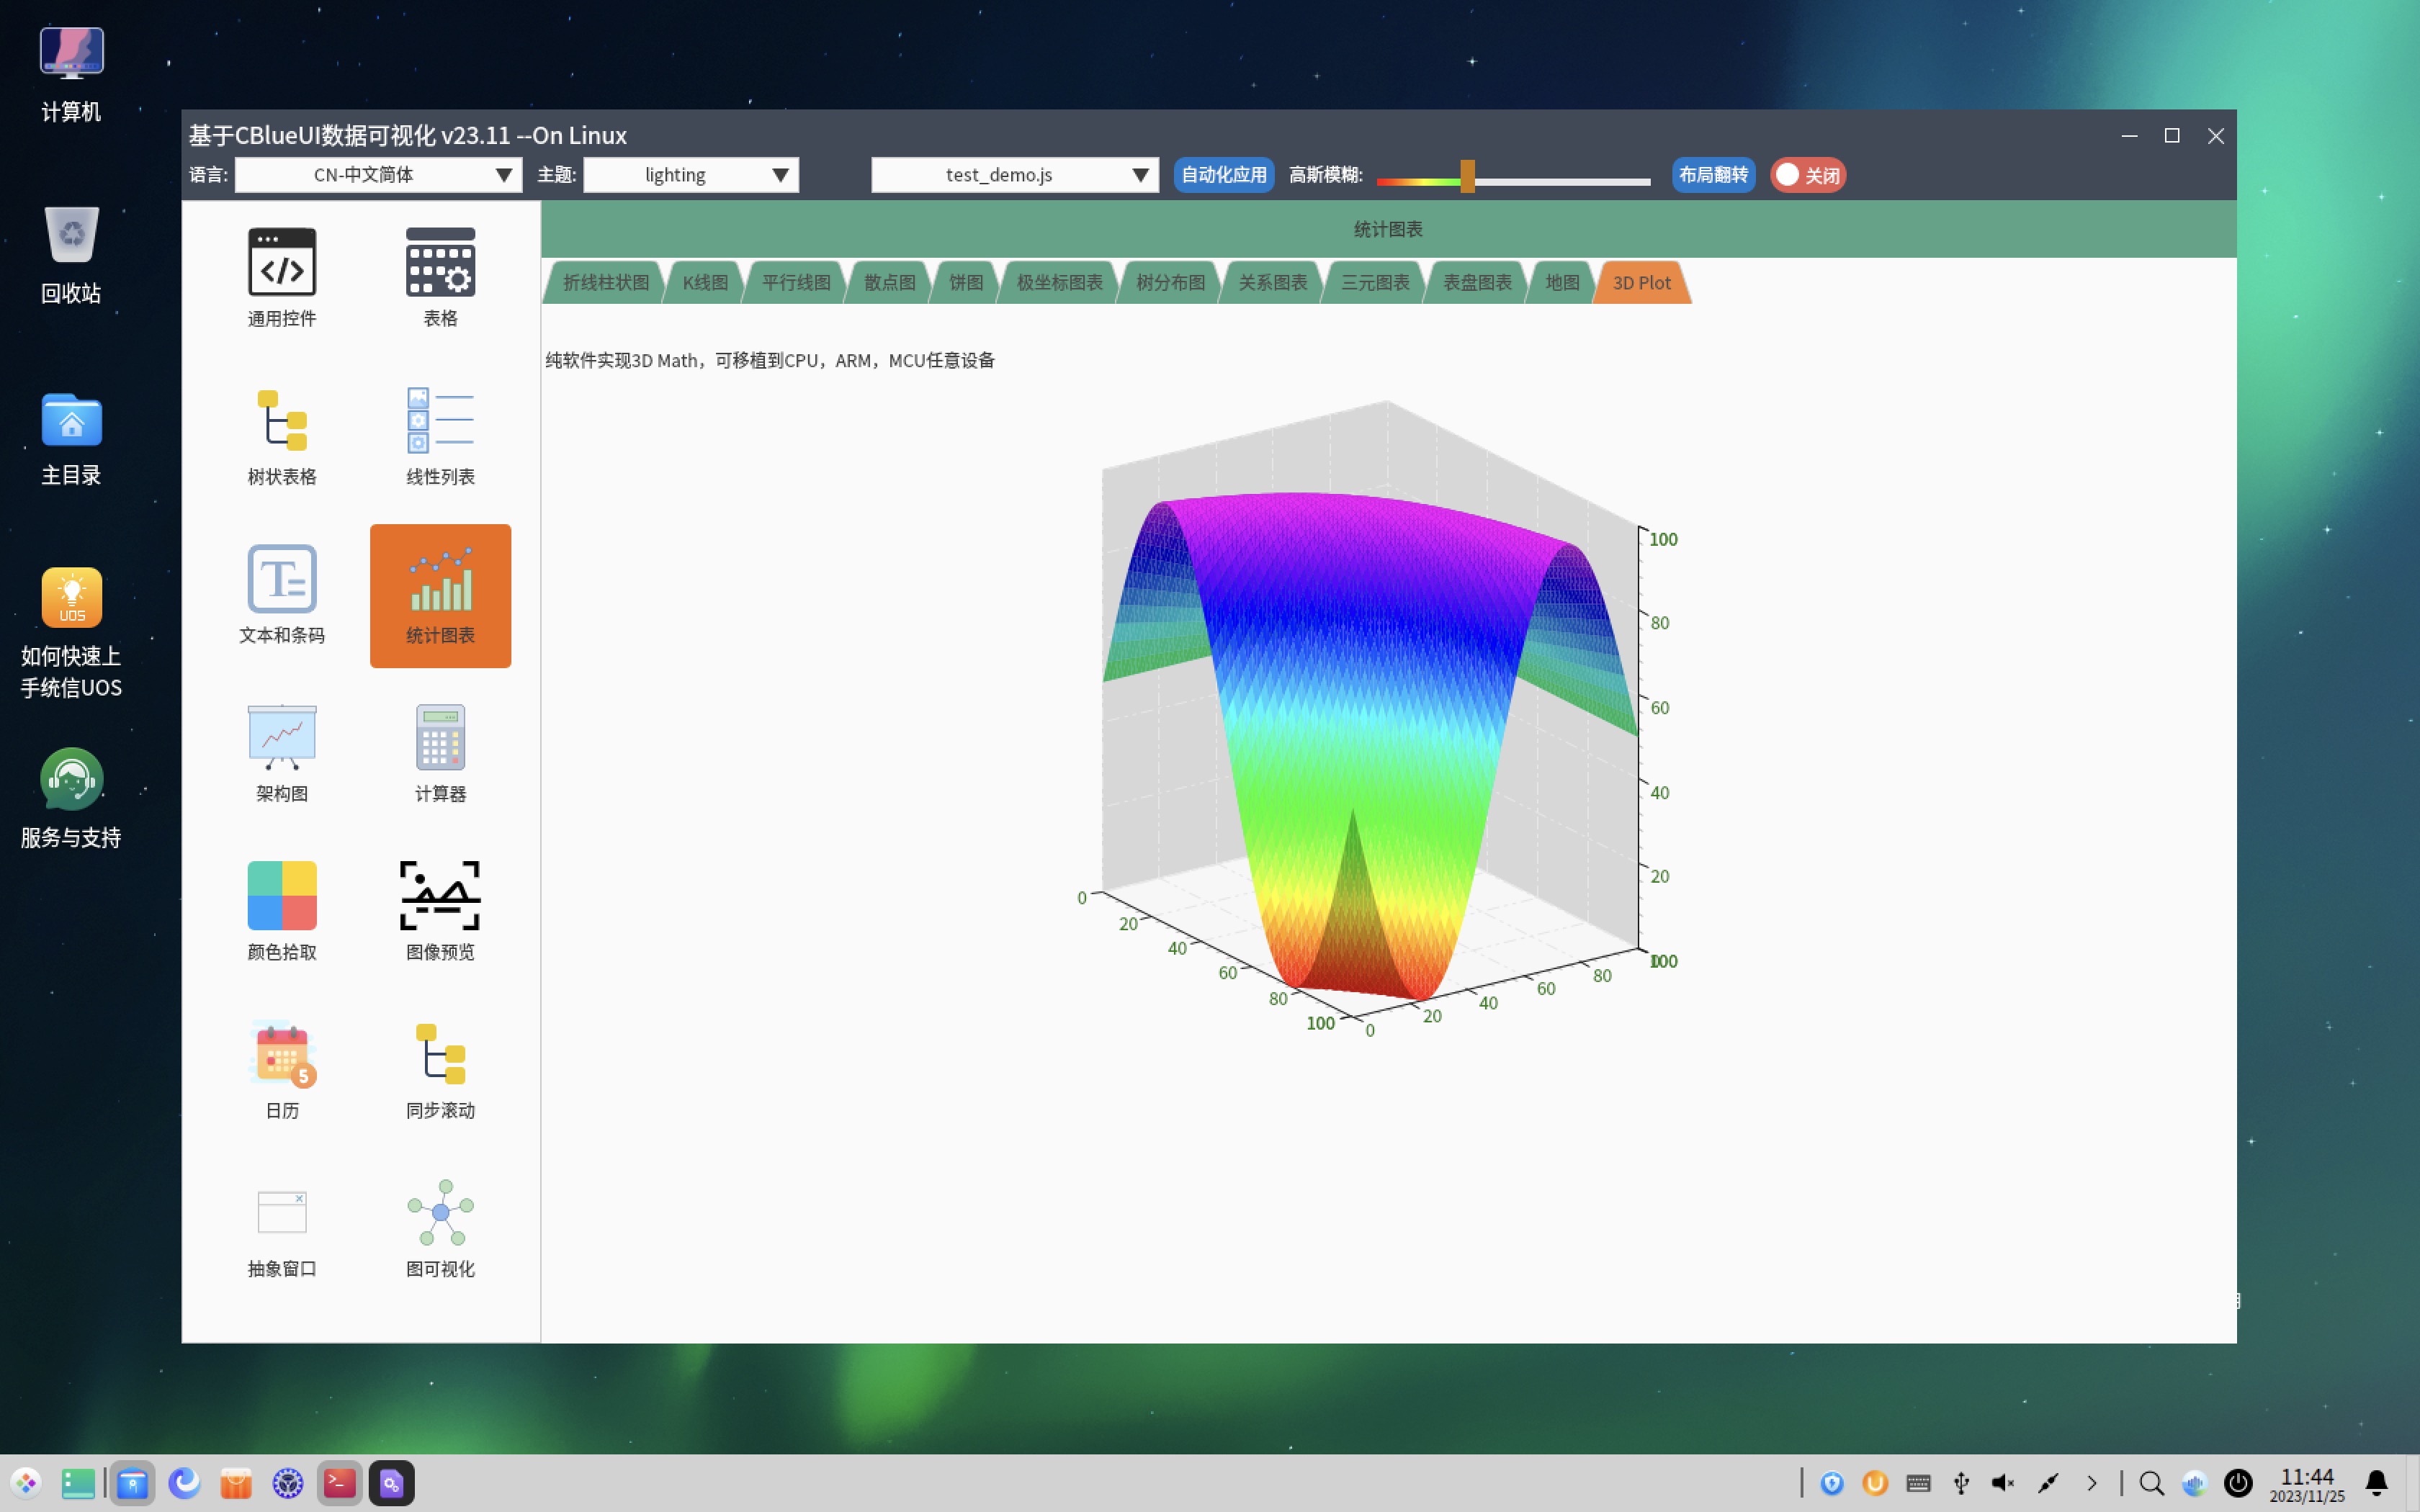 计算机
回收站
主目录
UOS
如何快速上
手统信UOS
服务与支持
基于CBlueUI数据可视化 v23.11 --On Linux
语言: CN-中文简体 主题: lighting test_demo.js 自动化应用 高斯模糊: 布局翻转 关闭
通用控件 表格
树状表格 线性列表
文本和条码 统计图表
架构图 计算器
颜色拾取 图像预览
5
日历 同步滚动
抽象窗口 图可视化
统计图表
折线柱状图 K线图 平行线图 散点图 饼图 极坐标图表 树分布图 关系图表 三元图表 表盘图表 地图 3D Plot
纯软件实现3D Math，可移植到CPU，ARM，MCU任意设备
100
80
60
40
20
0
0
20
40
60
80
100
0
20
40
60
80
100
11:44
2023/11/25